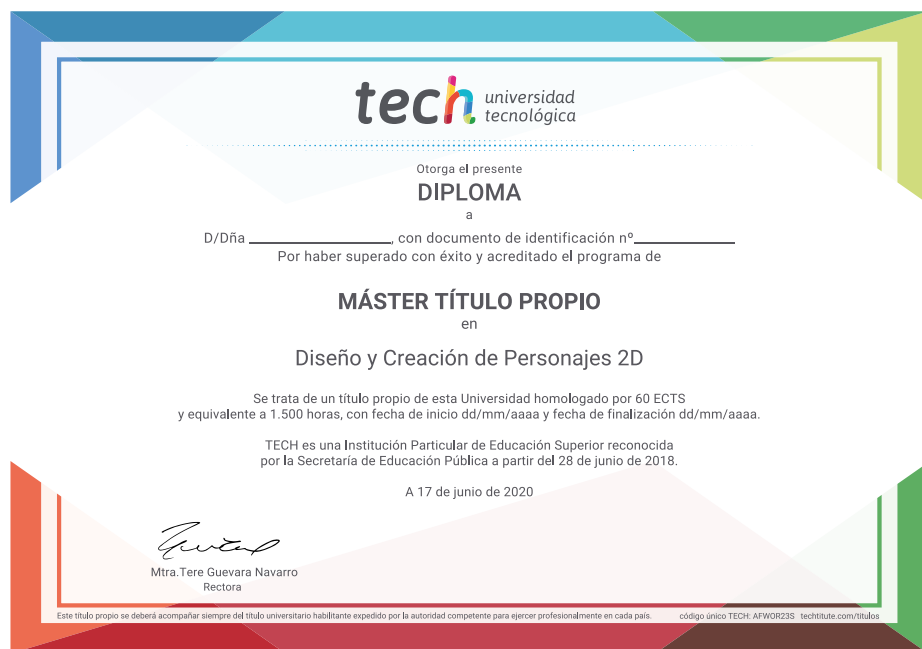 tech universidad
tecnológica
Otorga el presente
DIPLOMA
a
D/Dña ____________________, con documento de identificación nº______________
Por haber superado con éxito y acreditado el programa de
MÁSTER TÍTULO PROPIO
en
Diseño y Creación de Personajes 2D
Se trata de un título propio de esta Universidad homologado por 60 ECTS
y equivalente a 1.500 horas, con fecha de inicio dd/mm/aaaa y fecha de finalización dd/mm/aaaa.
TECH es una Institución Particular de Educación Superior reconocida
por la Secretaría de Educación Pública a partir del 28 de junio de 2018.
A 17 de junio de 2020
Mtra.Tere Guevara Navarro
Rectora
Este título propio se deberá acompañar siempre del título universitario habilitante expedido por la autoridad competente para ejercer profesionalmente en cada país. código único TECH: AFWOR23S techtitute.com/titulos